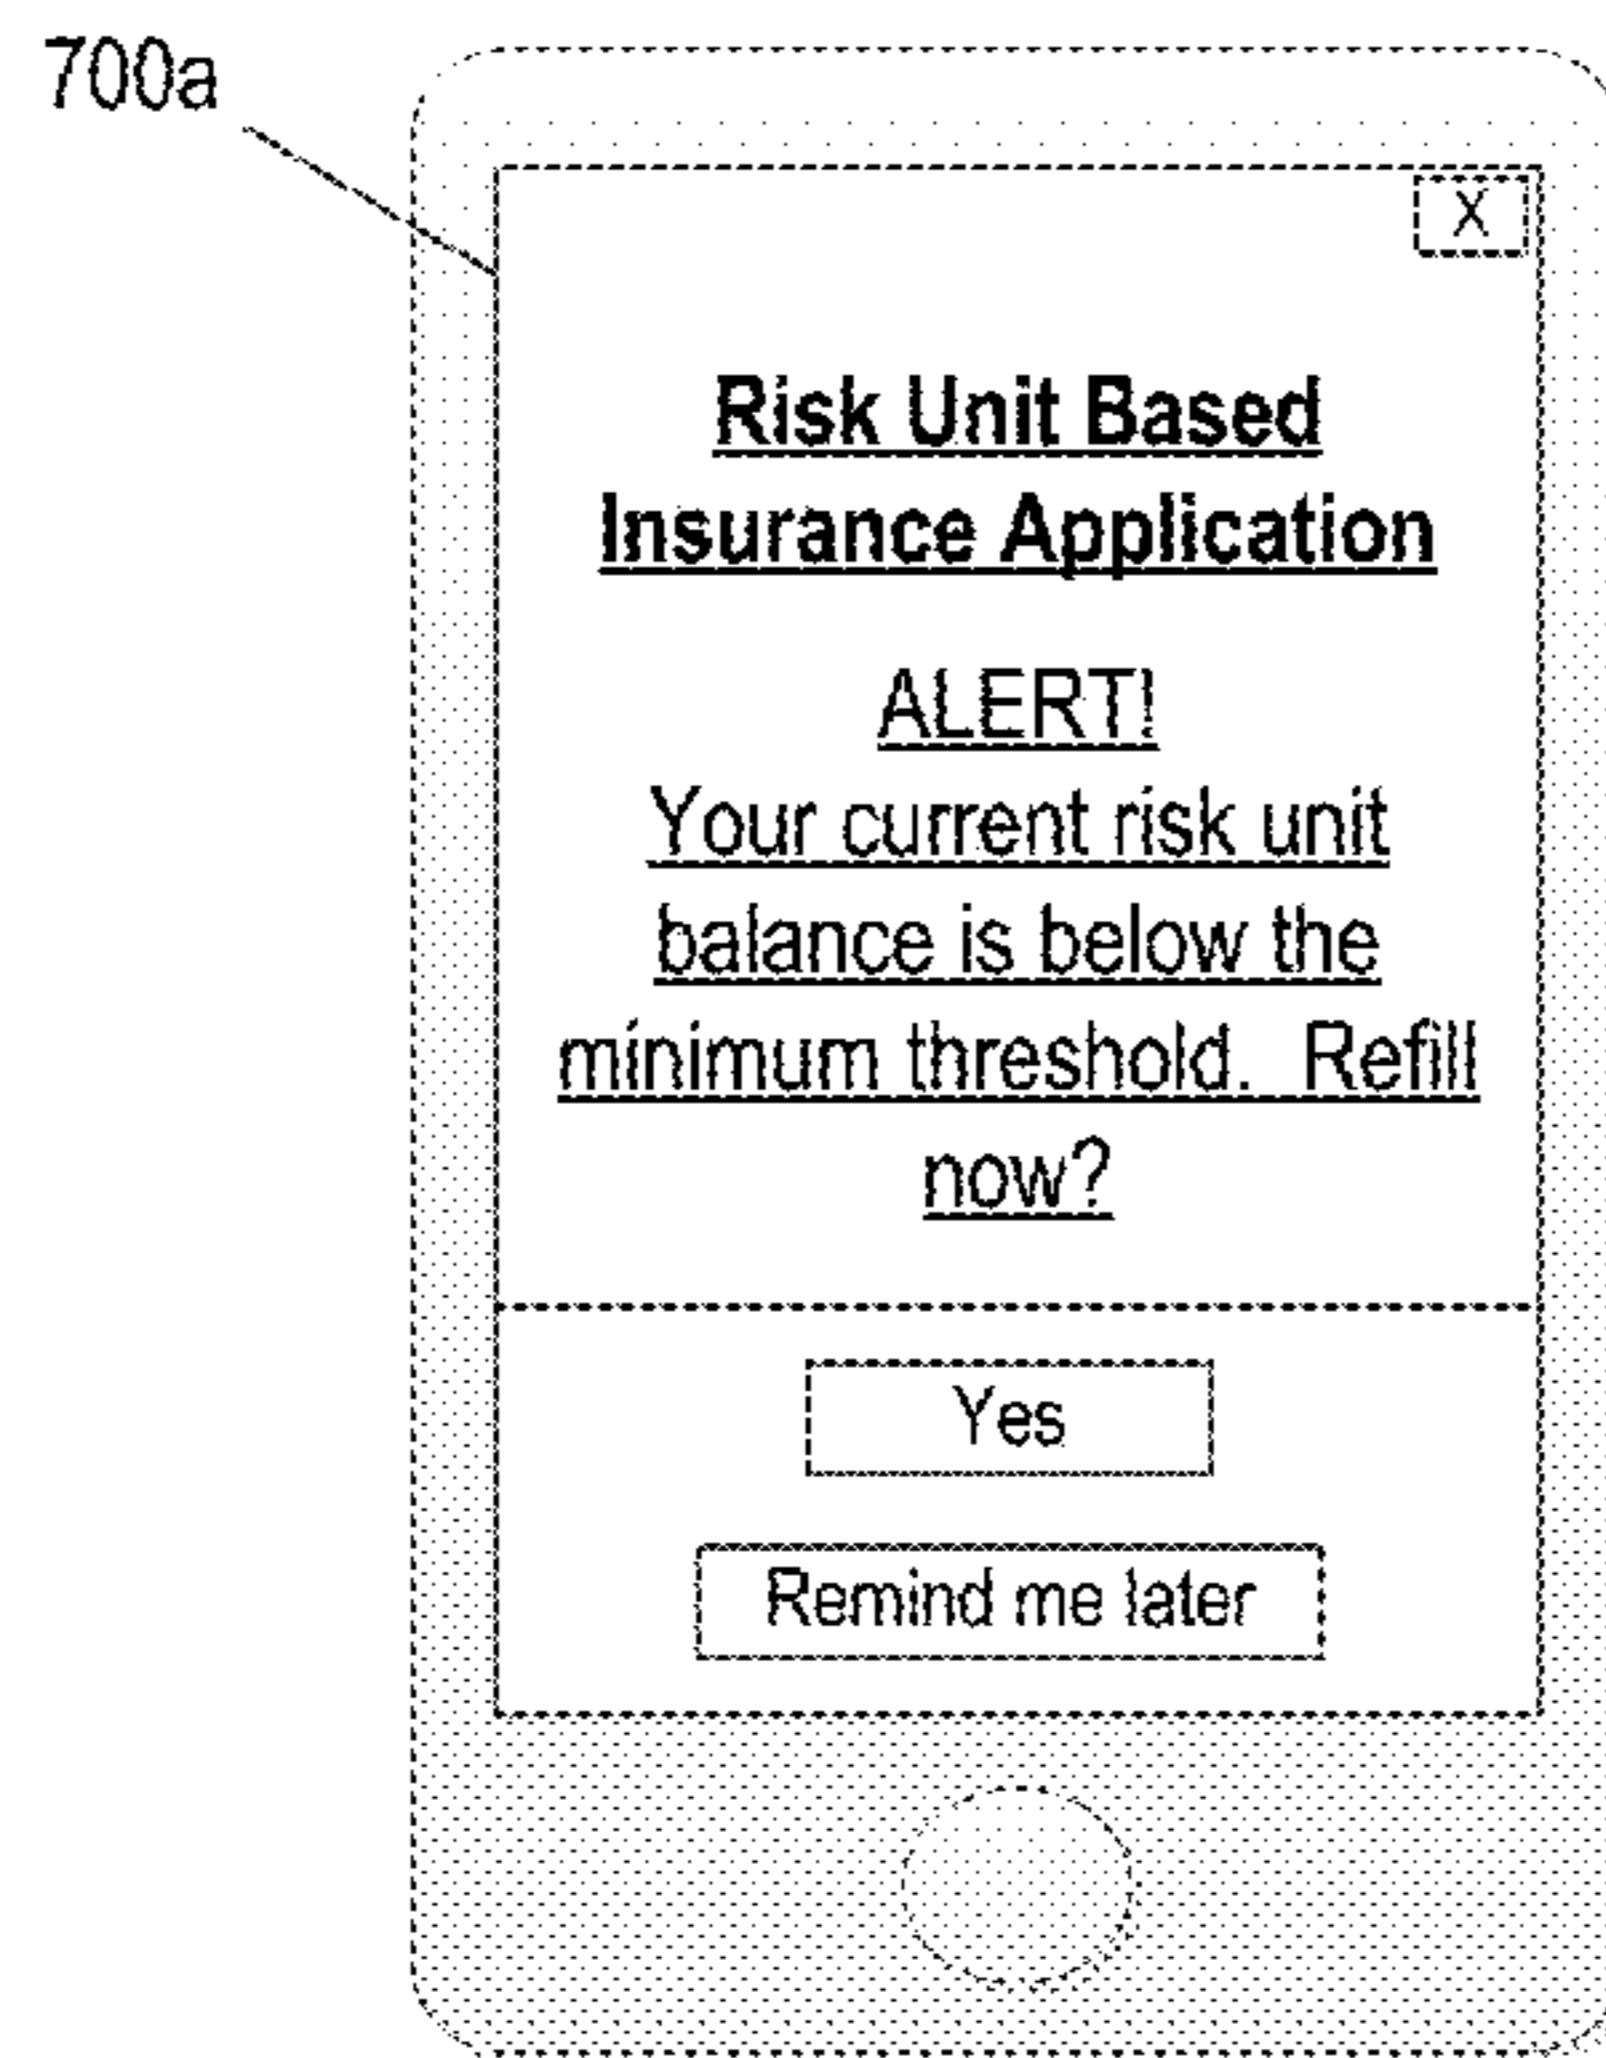 700a
X
Risk Unit Based
Insurance Application
ALERT!
Your current risk unit
balance is below the
minimum threshold.  Refill
now?
Yes
Remind me later